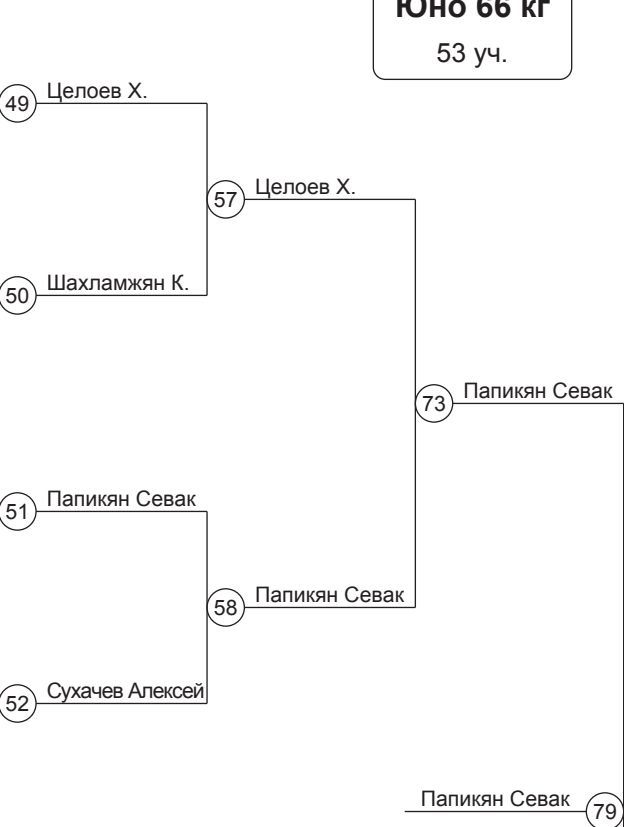 Юно 66 кг
53 уч.
49 Целоев Х.
57 Целоев Х.
50 Шахламжян К.
73 Папикян Севак
51 Папикян Севак
58 Папикян Севак
52 Сухачев Алексей
Папикян Севак 79